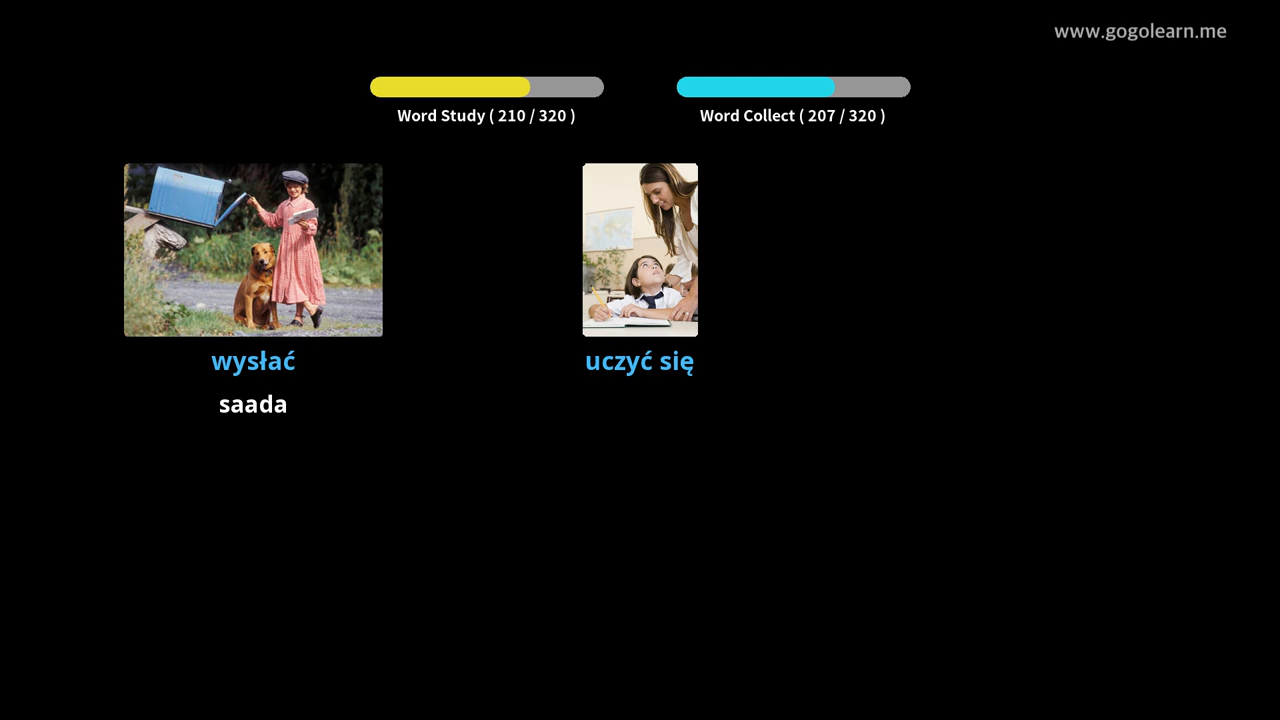 www.gogolearn.me
Word Study ( 210 / 320 )
Word Collect ( 207 / 320 )
wysłać
saada
uczyć się